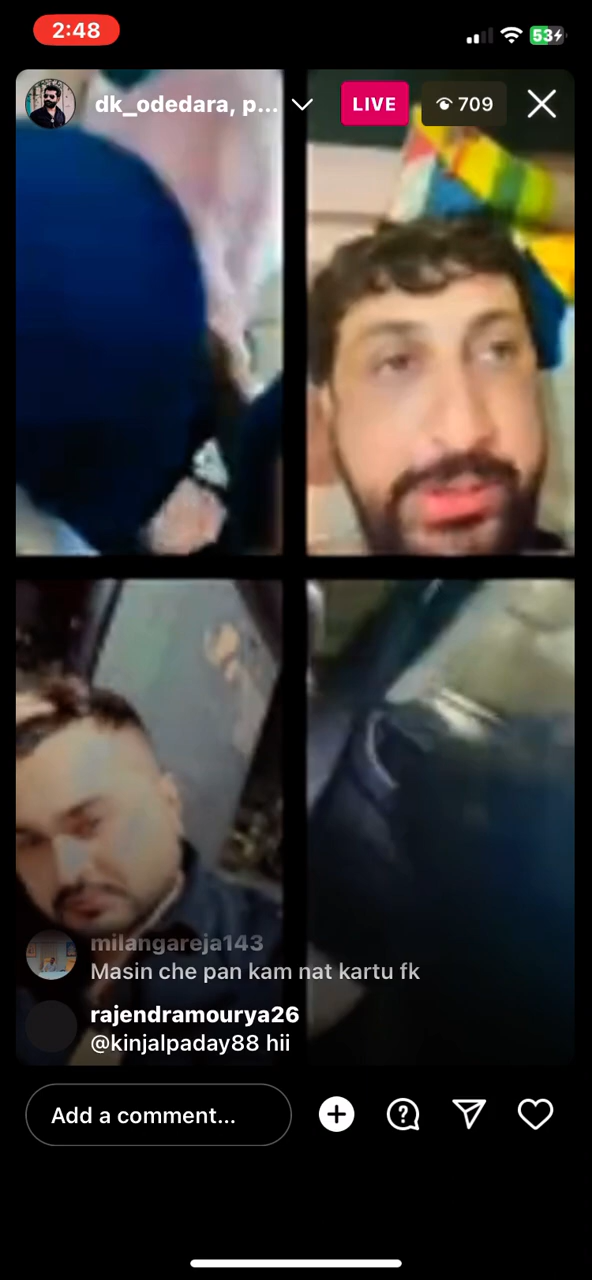 2:48
53
dk_odedara, p...
LIVE
709
milangareja143
Masin che pan kam nat kartu fk
rajendramourya26
@kinjalpaday88 hii
Add a comment...